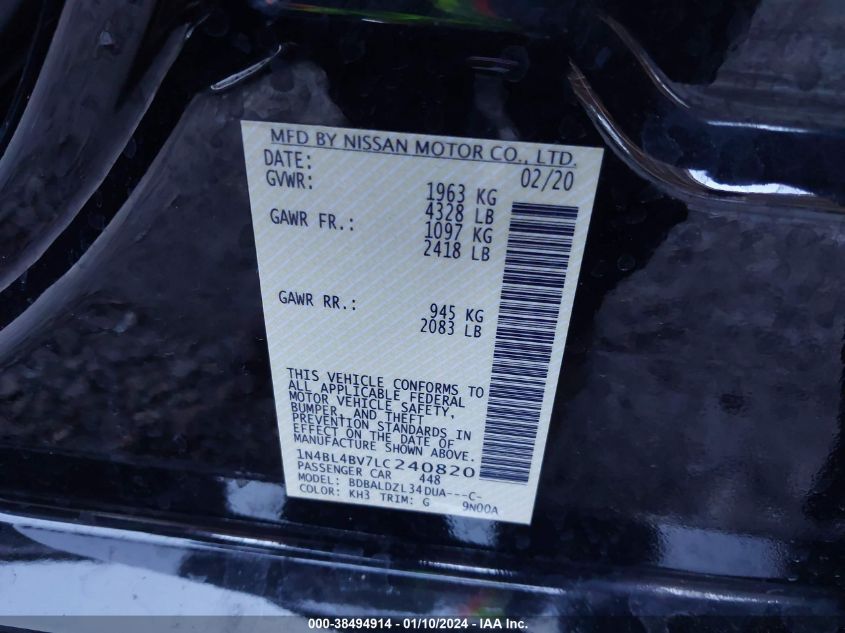 MFD BY NISSAN MOTOR CO., LTD.
DATE: 02/20
GVWR: 1963 KG
4328 LB
GAWR FR.: 1097 KG
2418 LB
GAWR RR.: 945 KG
2083 LB
THIS VEHICLE CONFORMS TO
ALL APPLICABLE FEDERAL
MOTOR VEHICLE SAFETY,
BUMPER, AND THEFT
PREVENTION STANDARDS IN
EFFECT ON THE DATE OF
MANUFACTURE SHOWN ABOVE.
1N4BL4BV7LC240820
PASSENGER CAR 448
MODEL: BDBALDZL34DUA---C-
COLOR: KH3 TRIM: G 9N00A
000-38494914 - 01/10/2024 - IAA Inc.